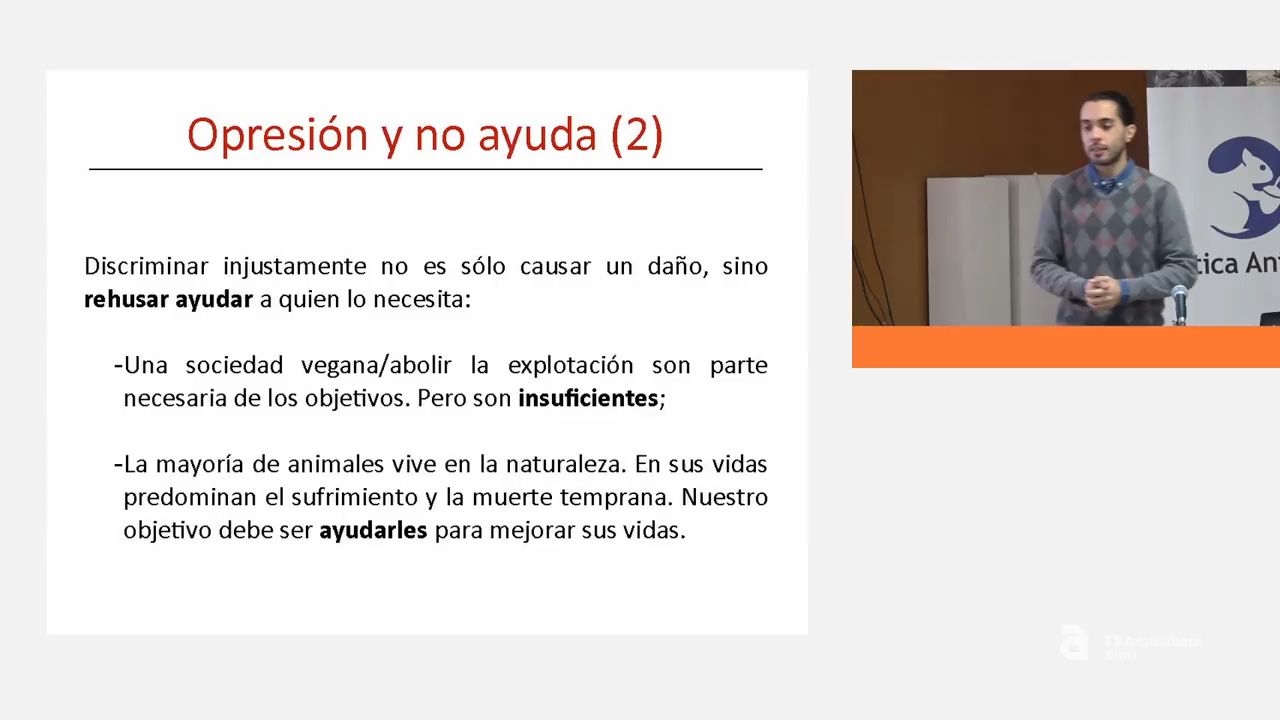 Opresión y no ayuda (2)
Discriminar injustamente no es sólo causar un daño, sino
rehusar ayudar a quien lo necesita:
-Una sociedad vegana/abolir la explotación son parte
necesaria de los objetivos. Pero son insuficientes;
-La mayoría de animales vive en la naturaleza. En sus vidas
predominan el sufrimiento y la muerte temprana. Nuestro
objetivo debe ser ayudarles para mejorar sus vidas.
tica An
.com